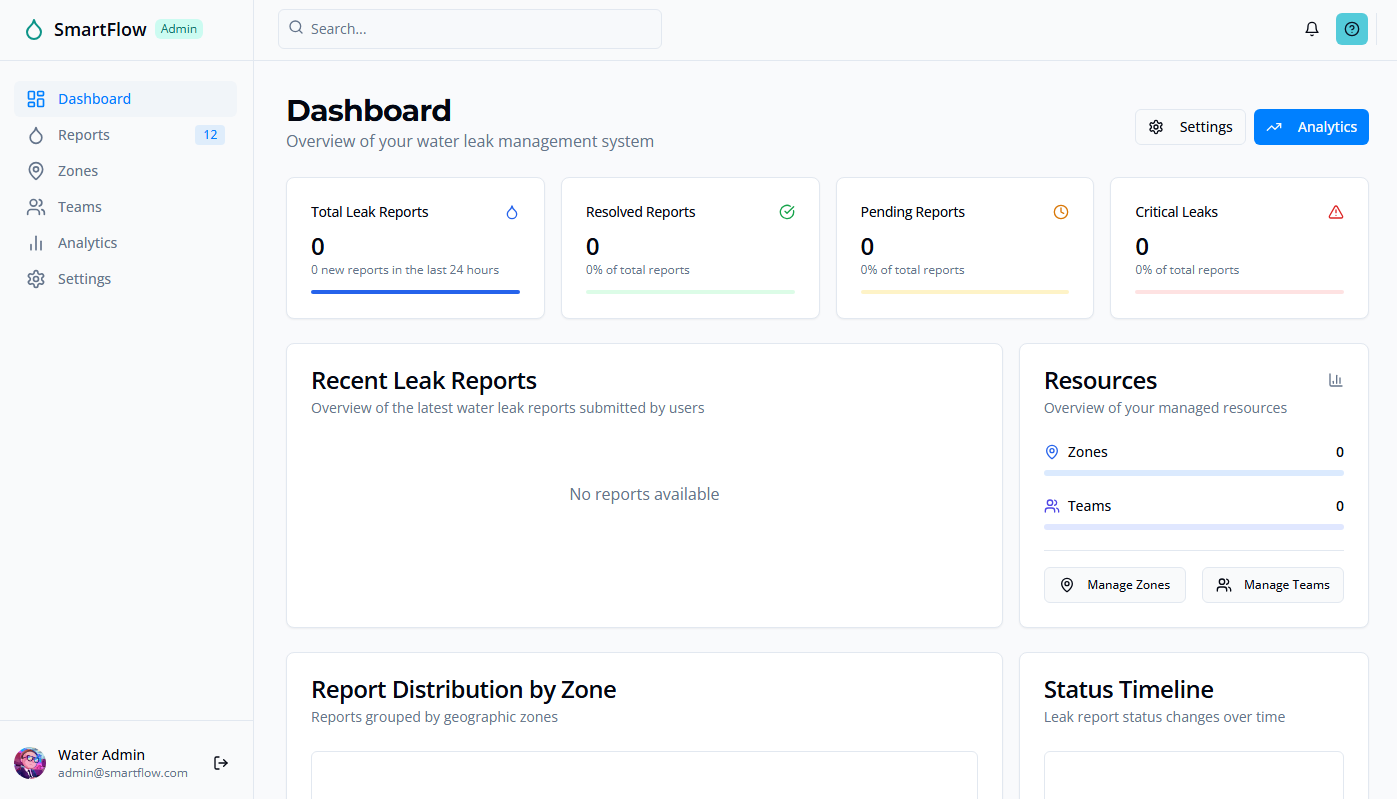 SmartFlow Admin
Search...
Dashboard
Reports 12
Zones
Teams
Analytics
Settings
Water Admin
admin@smartflow.com
Dashboard
Overview of your water leak management system
Settings
Analytics
Total Leak Reports
0
0 new reports in the last 24 hours
Resolved Reports
0
0% of total reports
Pending Reports
0
0% of total reports
Critical Leaks
0
0% of total reports
Recent Leak Reports
Overview of the latest water leak reports submitted by users
No reports available
Resources
Overview of your managed resources
Zones 0
Teams 0
Manage Zones
Manage Teams
Report Distribution by Zone
Reports grouped by geographic zones
Status Timeline
Leak report status changes over time